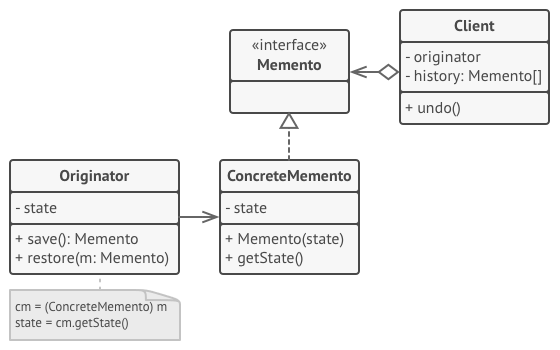 «interface»
Memento
Client
- originator
- history: Memento[]
+ undo()
Originator
- state
+ save(): Memento
+ restore(m: Memento)
ConcreteMemento
- state
+ Memento(state)
+ getState()
cm = (ConcreteMemento) m
state = cm.getState()